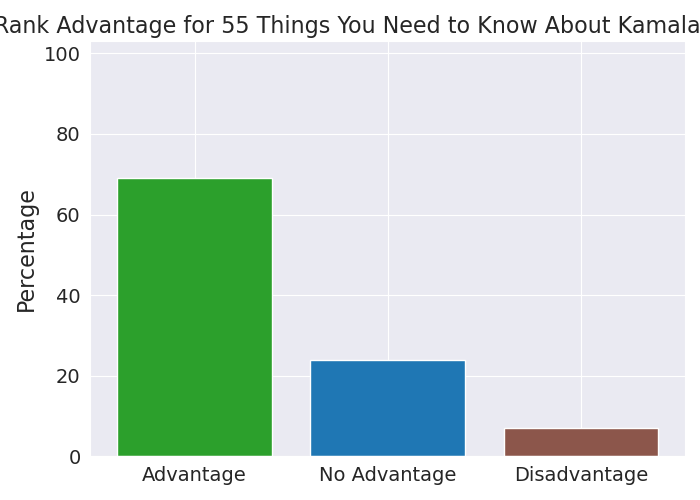 Rank Advantage for 55 Things You Need to Know About Kamala
100
80
60
40
20
0
Percentage
Advantage
No Advantage
Disadvantage